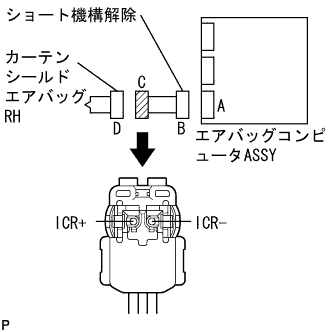 ショート機構解除
カーテン
シールド
エアバッグ
RH
C
A
D
B
エアバッグコンピ
ュータASSY
ICR+
ICR-
P